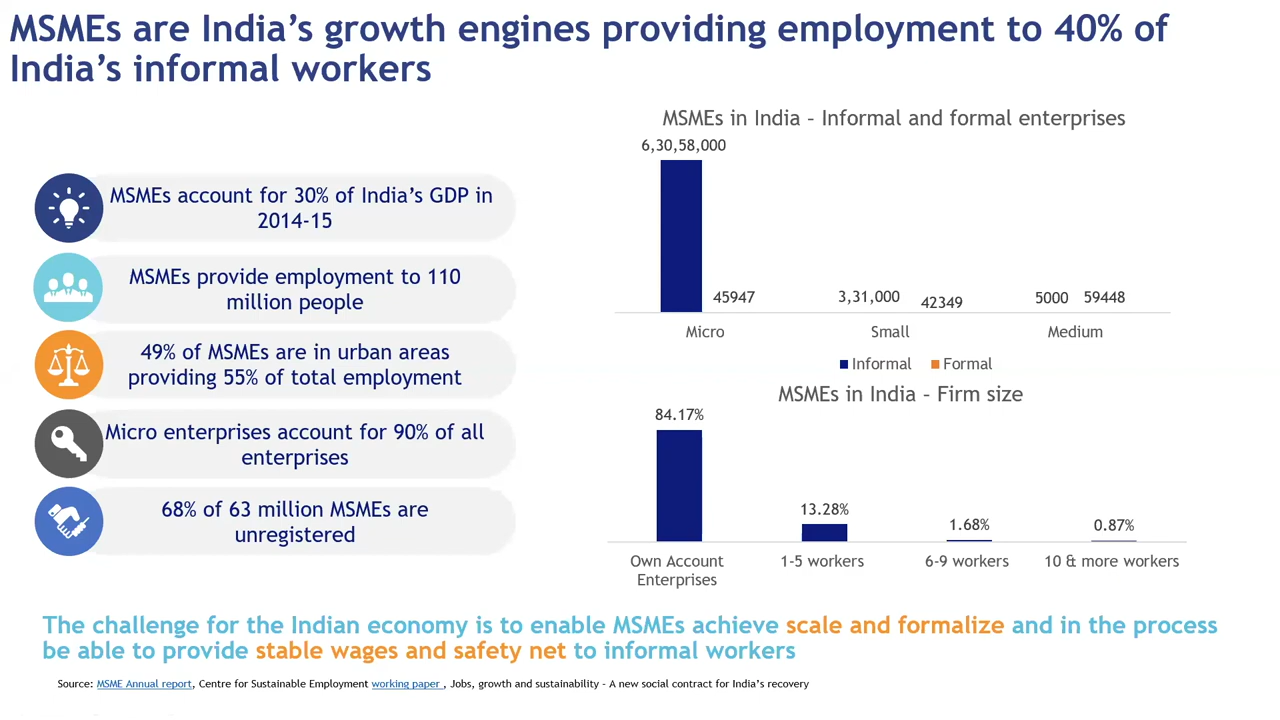 MSMEs are India's growth engines providing employment to 40% of
India's informal workers
MSMEs account for 30% of India's GDP in
2014-15
MSMEs provide employment to 110
million people
49% of MSMEs are in urban areas
providing 55% of total employment
Micro enterprises account for 90% of all
enterprises
68% of 63 million MSMEs are
unregistered
MSMEs in India - Informal and formal enterprises
6,30,58,000
45947
3,31,000
42349
5000
59448
Micro
Small
Medium
Informal
Formal
MSMEs in India - Firm size
84.17%
13.28%
1.68%
0.87%
Own Account
Enterprises
1-5 workers
6-9 workers
10 & more workers
The challenge for the Indian economy is to enable MSMEs achieve scale and formalize and in the process
be able to provide stable wages and safety net to informal workers
Source: MSME Annual report, Centre for Sustainable Employment working paper , Jobs, growth and sustainability - A new social contract for India's recovery